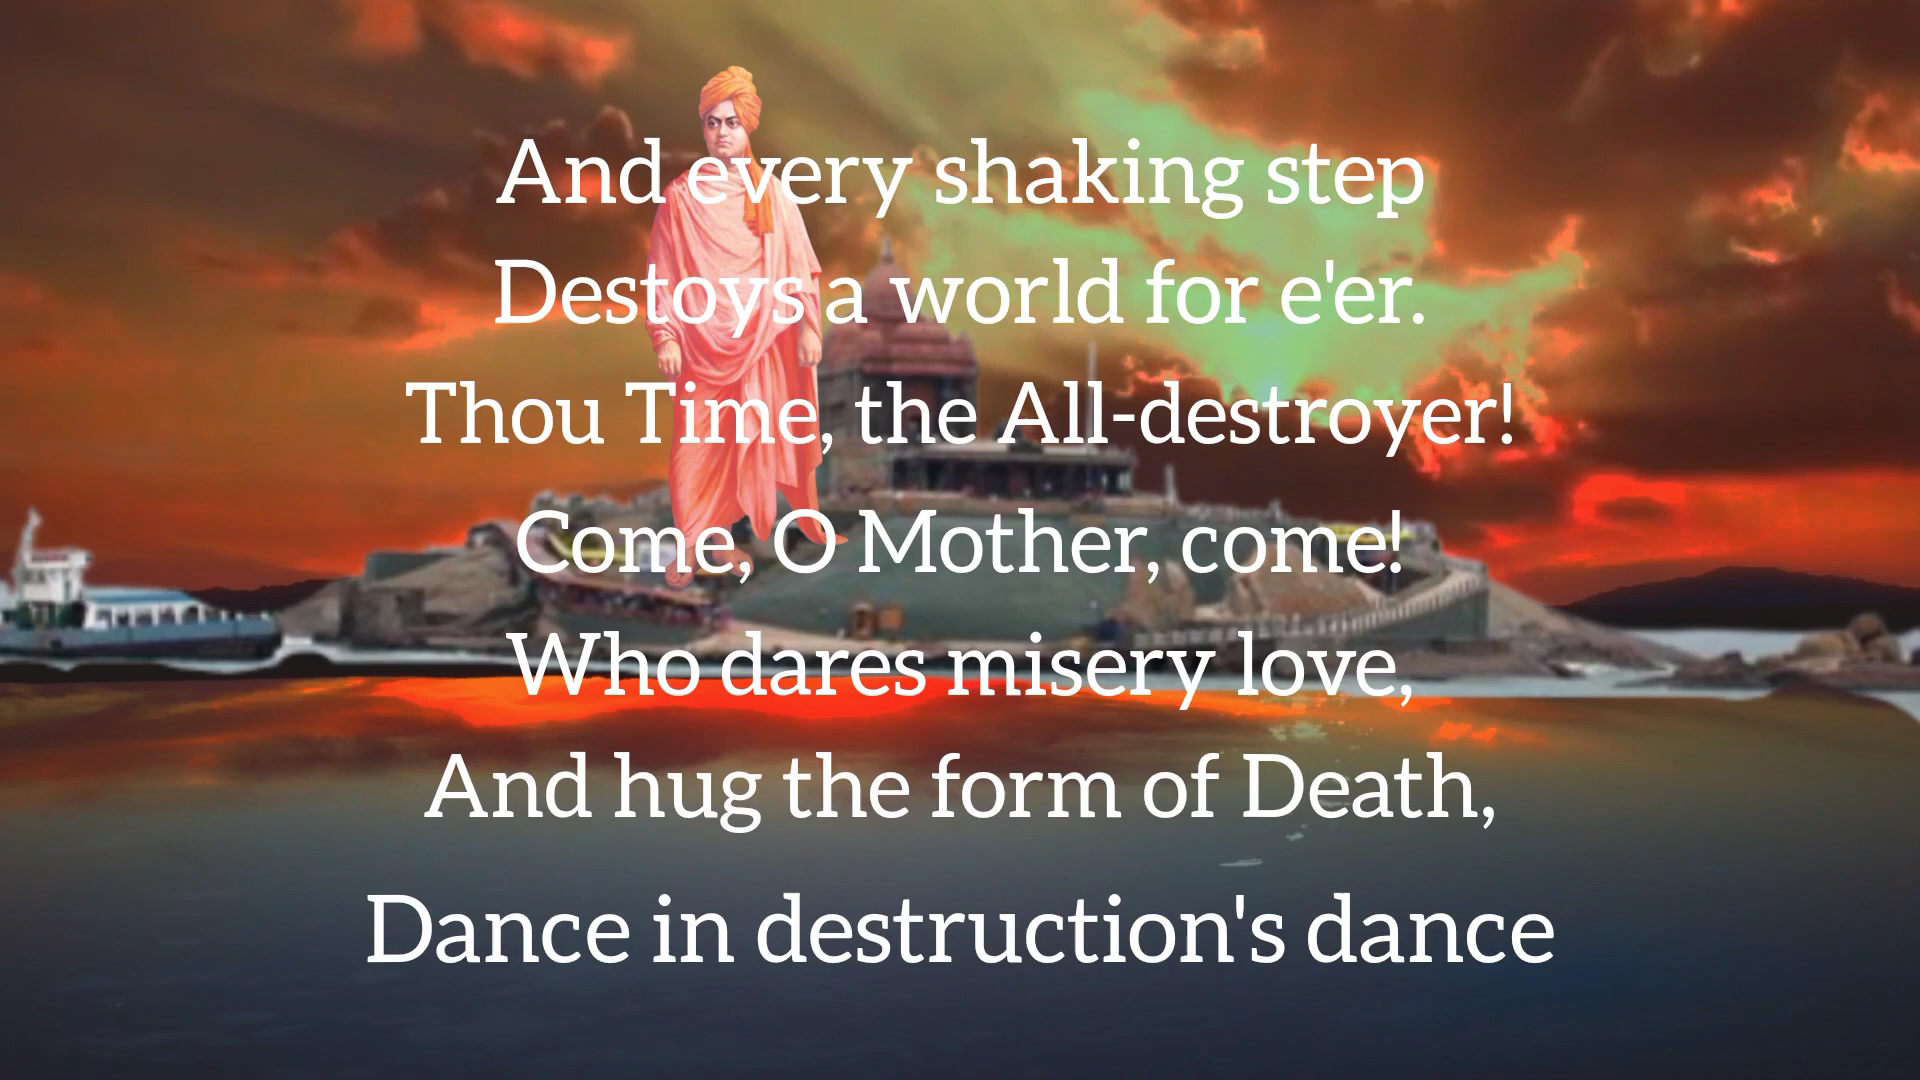 And every shaking step
Destoys a world for e'er.
Thou Time, the All-destroyer!
Come, O Mother, come!
Who dares misery love,
And hug the form of Death,
Dance in destruction's dance